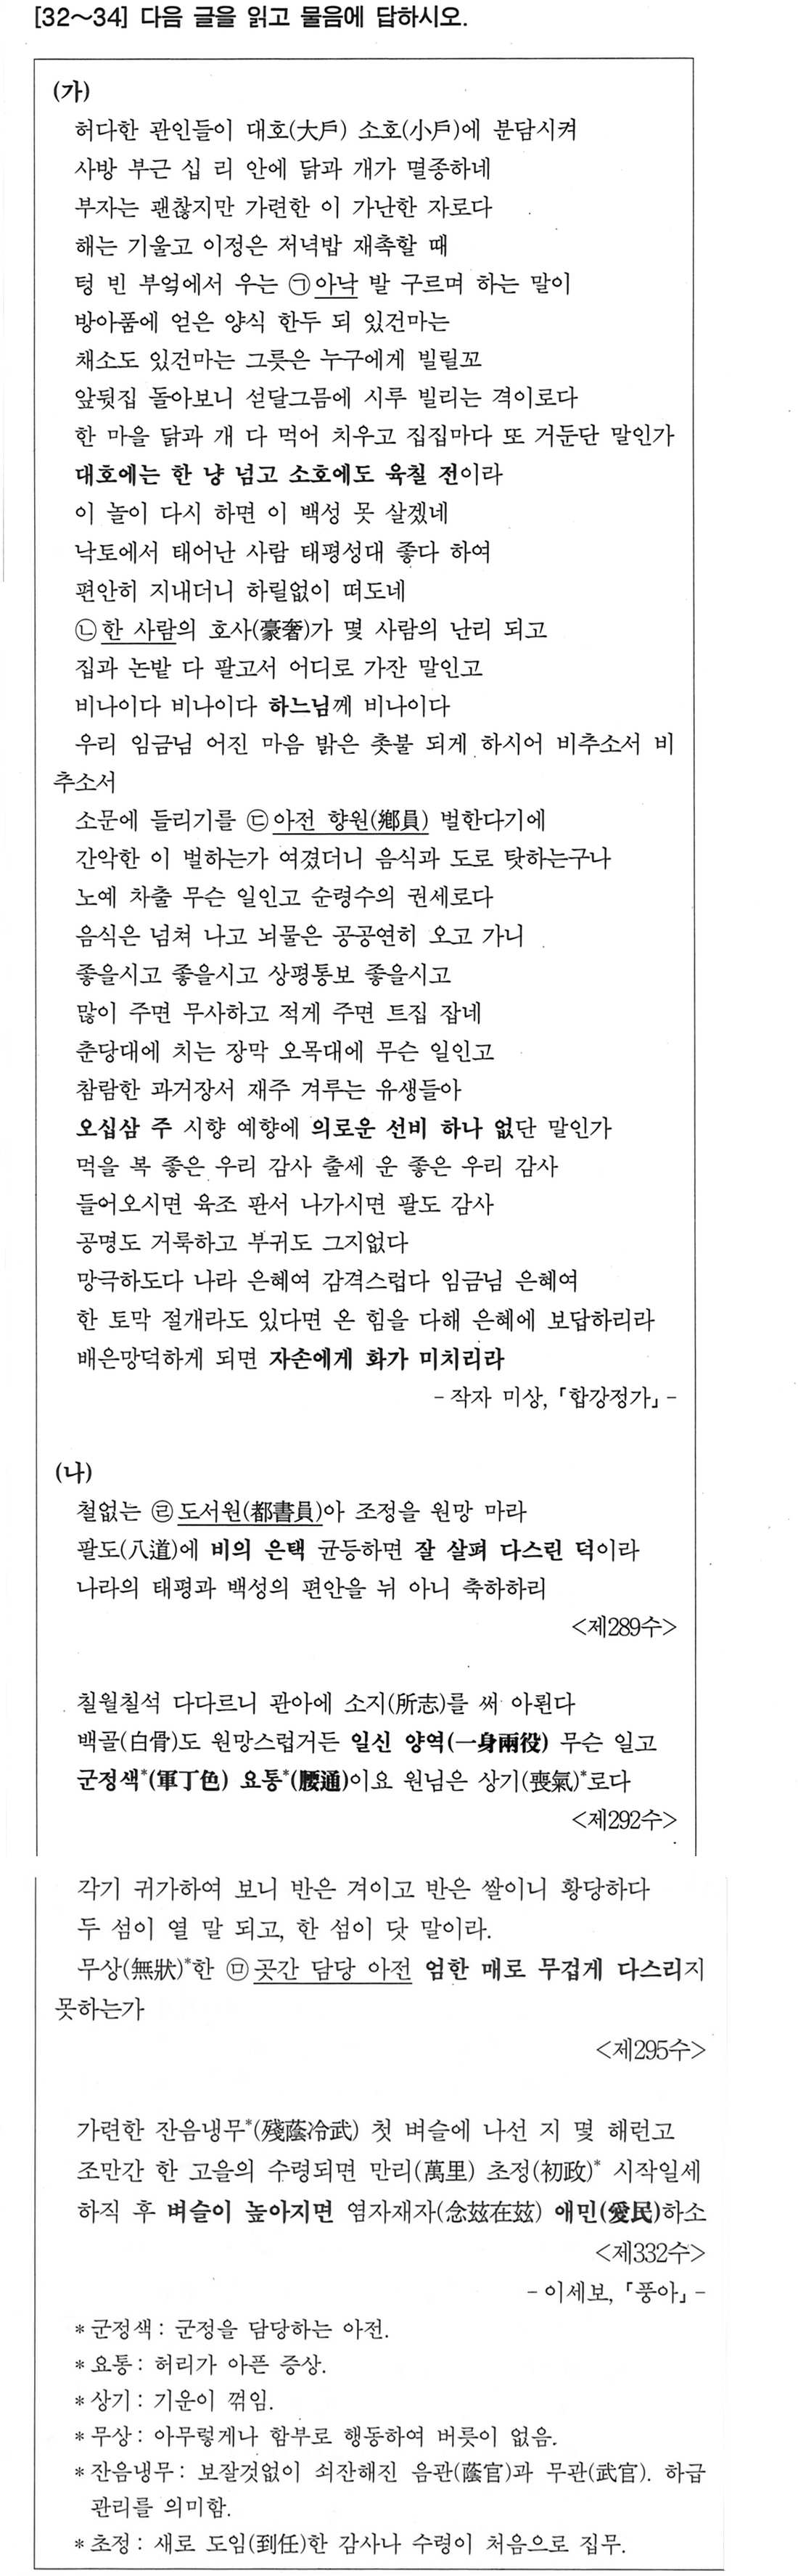 [32~34] 다음 글을 읽고 물음에 답하시오.
(가)
허다한 관인들이 대호(大戶) 소호(小戶)에 분담시켜
사방 부근 십 리 안에 닭과 개가 멸종하네
부자는 괜찮지만 가련한 이 가난한 자로다
해는 기울고 이정은 저녁밥 재촉할 때
텅 빈 부엌에서 우는 ㉠아낙 발 구르며 하는 말이
방아품에 얻은 양식 한두 되 있건마는
채소도 있건마는 그릇은 누구에게 빌릴꼬
앞뒷집 돌아보니 섣달그믐에 시루 빌리는 격이로다
한 마을 닭과 개 다 먹어 치우고 집집마다 또 거둔단 말인가
대호에는 한 냥 넘고 소호에도 육칠 전이라
이 놀이 다시 하면 이 백성 못 살겠네
낙토에서 태어난 사람 태평성대 좋다 하여
편안히 지내더니 하릴없이 떠도네
㉡한 사람의 호사(豪奢)가 몇 사람의 난리 되고
집과 논밭 다 팔고서 어디로 가잔 말인고
비나이다 비나이다 하느님께 비나이다
우리 임금님 어진 마음 밝은 촛불 되게 하시어 비추소서 비
추소서
소문에 들리기를 ㉢아전 향원(鄕員) 벌한다기에
간악한 이 벌하는가 여겼더니 음식과 도로 탓하는구나
노예 차출 무슨 일인고 순령수의 권세로다
음식은 넘쳐 나고 뇌물은 공공연히 오고 가니
좋을시고 좋을시고 상평통보 좋을시고
많이 주면 무사하고 적게 주면 트집 잡네
춘당대에 치는 장막 오목대에 무슨 일인고
참람한 과거장서 재주 겨루는 유생들아
오십삼 주 시향 예향에 의로운 선비 하나 없단 말인가
먹을 복 좋은 우리 감사 출세 운 좋은 우리 감사
들어오시면 육조 판서 나가시면 팔도 감사
공명도 거룩하고 부귀도 그지없다
망극하도다 나라 은혜여 감격스럽다 임금님 은혜여
한 토막 절개라도 있다면 온 힘을 다해 은혜에 보답하리라
배은망덕하게 되면 자손에게 화가 미치리라
- 작자 미상, 「합강정가」 -
(나)
철없는 ㉣도서원(都書員)아 조정을 원망 마라
팔도(八道)에 비의 은택 균등하면 잘 살펴 다스린 덕이라
나라의 태평과 백성의 편안을 뉘 아니 축하하리
<제289수>
칠월칠석 다다르니 관아에 소지(所志)를 써 아뢴다
백골(白骨)도 원망스럽거든 일신 양역(一身兩役) 무슨 일고
군정색*(軍丁色) 요통*(腰通)이요 원님은 상기(喪氣)*로다
<제292수>
각기 귀가하여 보니 반은 겨이고 반은 쌀이니 황당하다
두 섬이 열 말 되고, 한 섬이 닷 말이라.
무상(無狀)*한 ㉤곳간 담당 아전 엄한 매로 무겁게 다스리지
못하는가
<제295수>
가련한 잔음냉무*(殘蔭冷武) 첫 벼슬에 나선 지 몇 해런고
조만간 한 고을의 수령되면 만리(萬里) 초정(初政)* 시작일세
하직 후 벼슬이 높아지면 염자재자(念玆在玆) 애민(愛民)하소
<제332수>
- 이세보, 「풍아」 -
* 군정색 : 군정을 담당하는 아전.
* 요통 : 허리가 아픈 증상.
* 상기 : 기운이 꺾임.
* 무상 : 아무렇게나 함부로 행동하여 버릇이 없음.
* 잔음냉무 : 보잘것없이 쇠잔해진 음관(蔭官)과 무관(武官). 하급
관리를 의미함.
* 초정 : 새로 도임(到任)한 감사나 수령이 처음으로 집무.